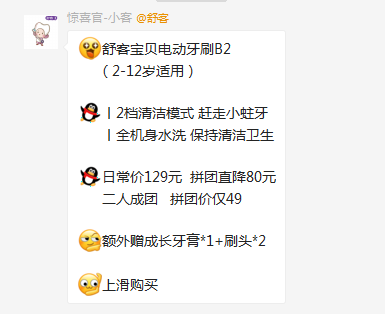 惊喜官-小客 @舒客
舒客宝贝电动牙刷B2
（2-12岁适用）
丨2档清洁模式 赶走小蛀牙
丨全机身水洗 保持清洁卫生
日常价129元 拼团直降80元
二人成团 拼团价仅49
额外赠成长牙膏*1+刷头*2
上滑购买